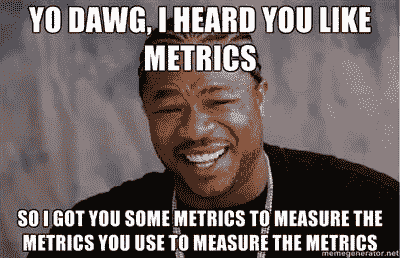 YO DAWG, I HEARD YOU LIKE
METRICS
SO I GOT YOU SOME METRICS TO MEASURE THE
METRICS YOU USE TO MEASURE THE METRICS
memegenerator.net